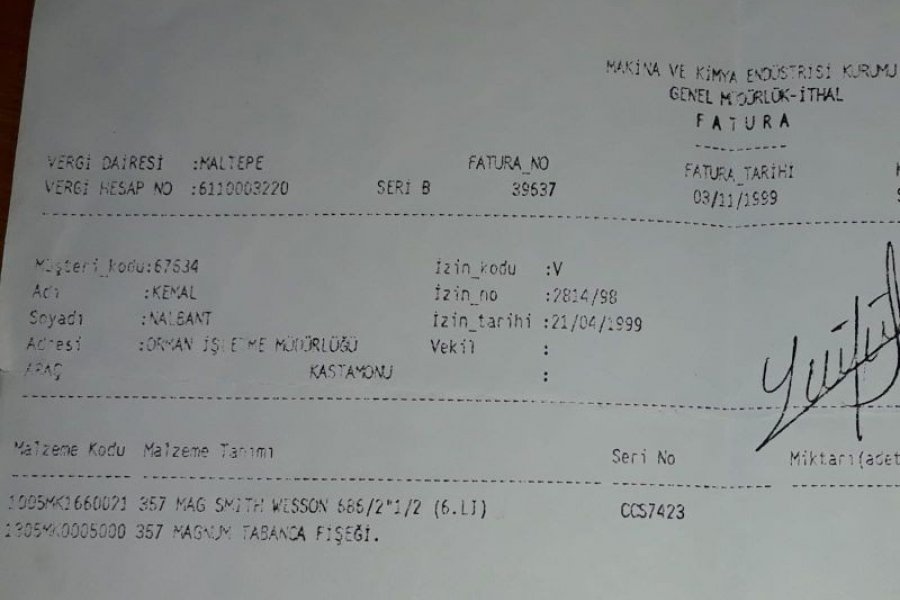 MAKİNA VE KİMYA ENDÜSTRİSİ KURUMU
GENEL MÜDÜRLÜK-İTHAL
FATURA
VERGİ DAİRESİ :MALTEPE FATURA_NO FATURA_TARİHİ
VERGİ HESAP NO :6110003220 SERİ B 39637 03/11/1999
Müşteri_kodu:67634 İzin_kodu :V
Adı :KEMAL İzin_no :2814/98
Soyadı :NALBANT İzin_tarihi :21/04/1999
Adresi :ORMAN İŞLETME MÜDÜRLÜĞÜ Vekil :
ARAÇ KASTAMONU :
Malzeme Kodu Malzeme Tanımı Seri No Miktarı(adet
1005MK1660021 357 MAG SMITH WESSON 686/2"1/2 (6.LI) CCS7423
1305MK0005000 357 MAGNUM TABANCA FİŞEĞİ.